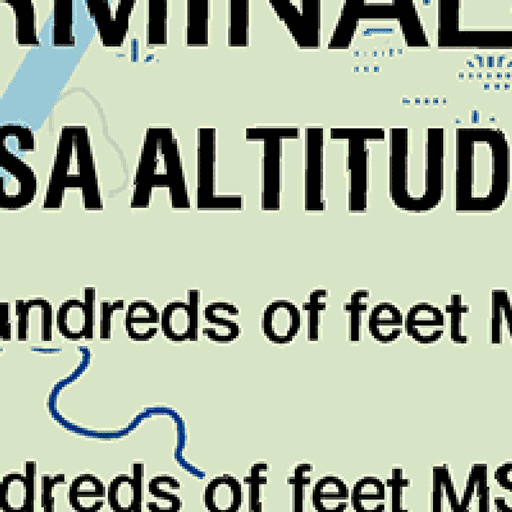 RMINAL
SA ALTITUD
undreds of feet M
dreds of feet MS